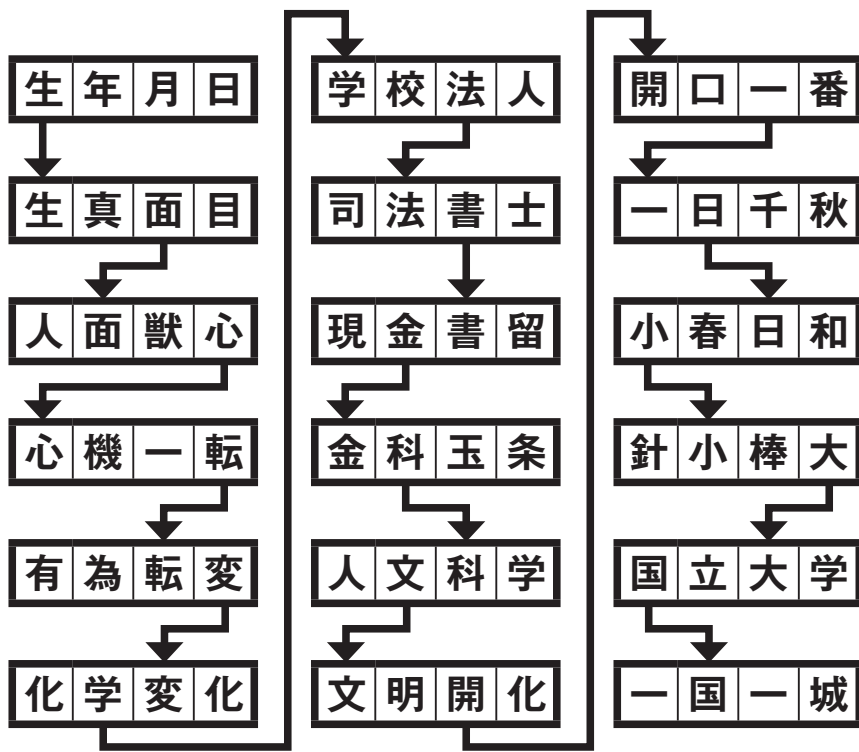 生年月日
生真面目
人面獣心
心機一転
有為転変
化学変化
学校法人
司法書士
現金書留
金科玉条
人文科学
文明開化
開口一番
一日千秋
小春日和
針小棒大
国立大学
一国一城